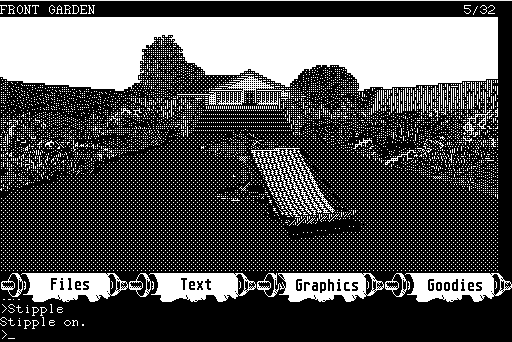 FRONT GARDEN 5/32
Files Text Graphics Goodies
>Stipple
Stipple on.
>_